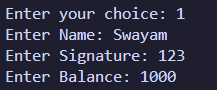 Enter your choice: 1
Enter Name: Swayam
Enter Signature: 123
Enter Balance: 1000